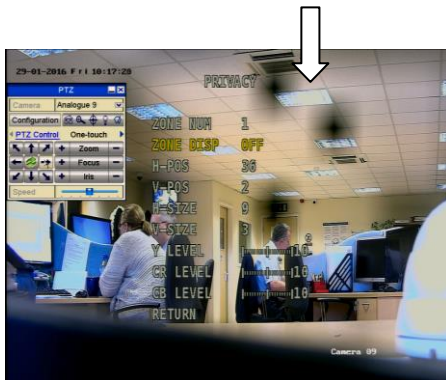 29-01-2016 Fri 10:17:28
PTZ
Camera Analogue 9
Configuration
PTZ Control One-touch
Zoom
Focus
Iris
Speed
PRIVACY
ZONE NUM 1
ZONE DISP OFF
H-POS 36
V-POS 2
H-SIZE 9
V-SIZE 3
Y LEVEL 10
CR LEVEL 10
CB LEVEL 10
RETURN
Camera 09